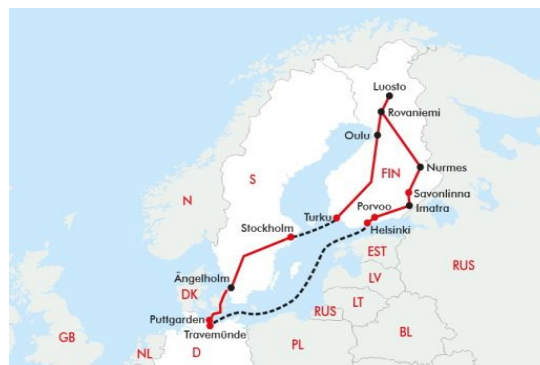 Luosto
Rovaniemi
Oulu
FIN
Nurmes
S
Savonlinna
N
Porvoo
Imatra
Turku
Stockholm
Helsinki
EST
RUS
LV
Ängelholm
DK
LT
Puttgarden
RUS
BL
Travemünde
GB
NL
D
PL